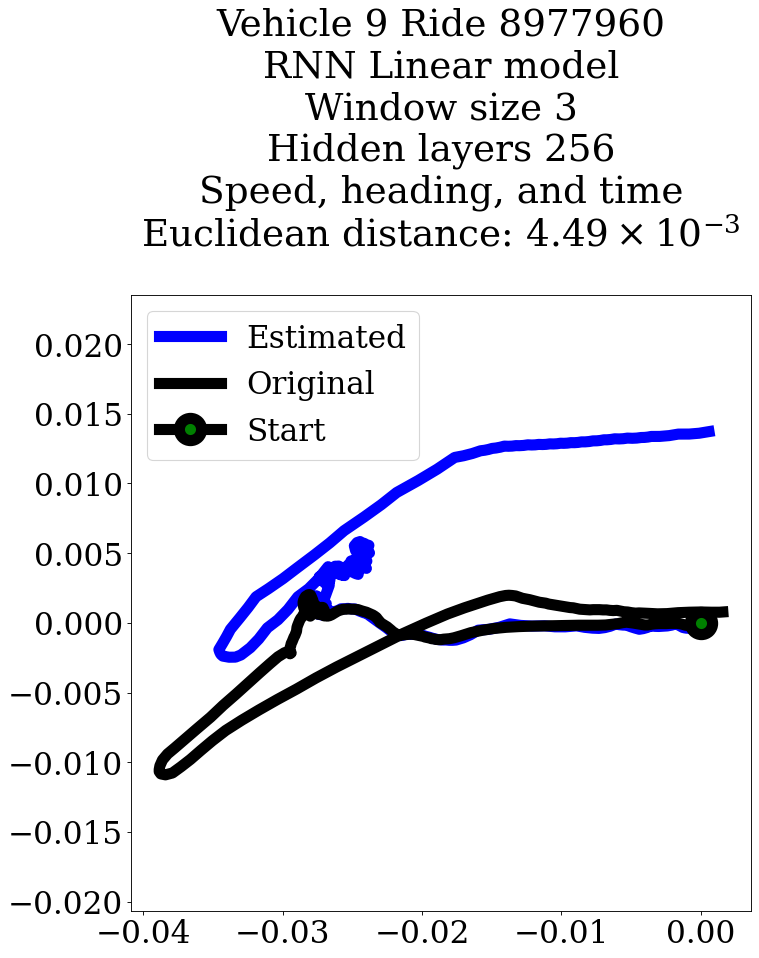 Vehicle 9 Ride 8977960
RNN Linear model
Window size 3
Hidden layers 256
Speed, heading, and time
Euclidean distance: 4.49 × 10⁻³
Estimated
Original
Start
0.020
0.015
0.010
0.005
0.000
−0.005
−0.010
−0.015
−0.020
−0.04 −0.03 −0.02 −0.01 0.00